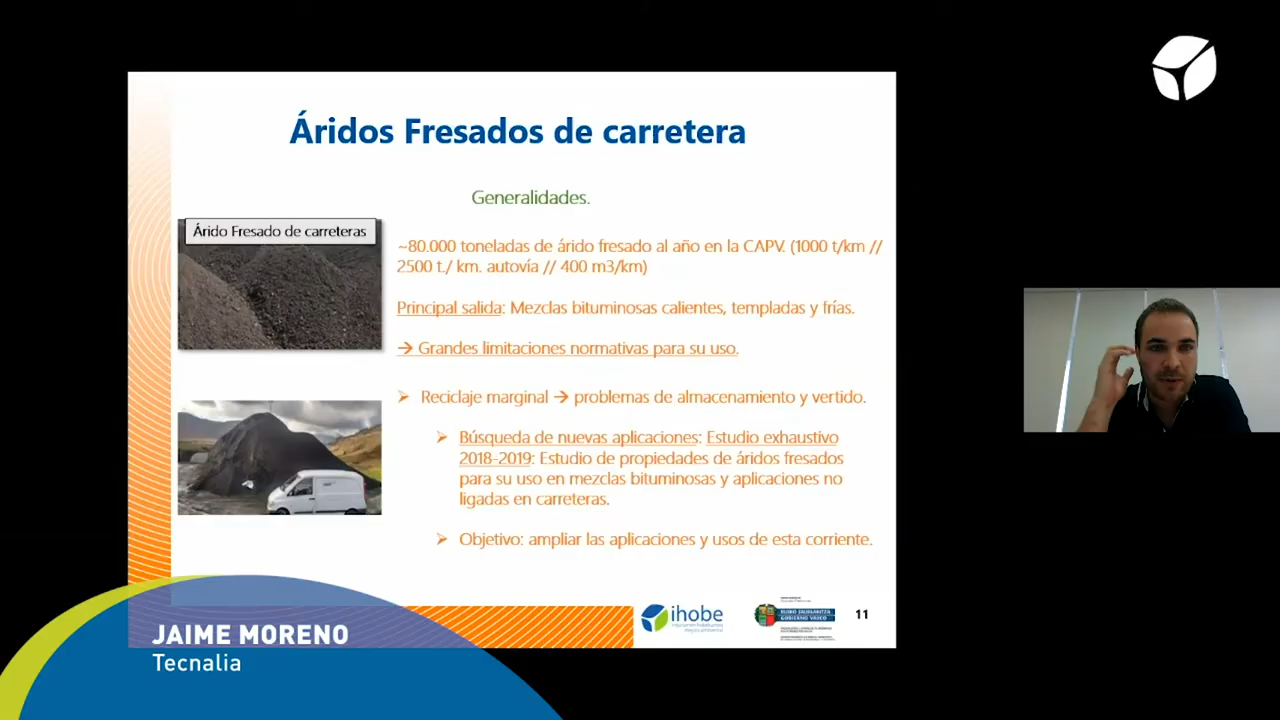 Áridos Fresados de carretera
Generalidades.
Árido Fresado de carreteras
~80.000 toneladas de árido fresado al año en la CAPV. (1000 t/km //
2500 t./ km. autovía // 400 m3/km)
Principal salida: Mezclas bituminosas calientes, templadas y frías.
→ Grandes limitaciones normativas para su uso.
➢ Reciclaje marginal → problemas de almacenamiento y vertido.
➢ Búsqueda de nuevas aplicaciones: Estudio exhaustivo
2018-2019: Estudio de propiedades de áridos fresados
para su uso en mezclas bituminosas y aplicaciones no
ligadas en carreteras.
➢ Objetivo: ampliar las aplicaciones y usos de esta corriente.
ihobe
EUSKO JAURLARITZA
GOBIERNO VASCO
11
JAIME MORENO
Tecnalia